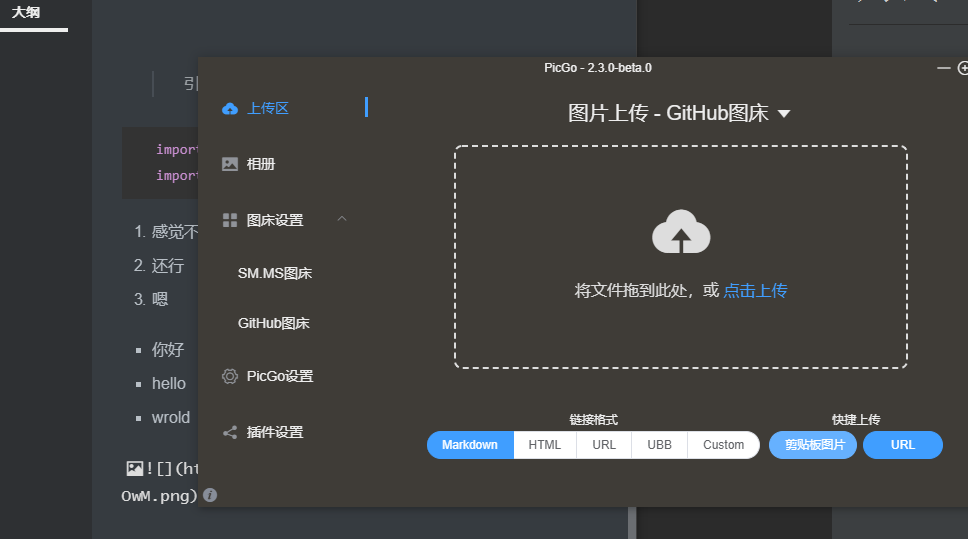 大纲
引
import
import
1. 感觉不
2. 还行
3. 嗯
▪ 你好
▪ hello
▪ wrold
![](ht
OwM.png)
PicGo - 2.3.0-beta.0
上传区
相册
图床设置
SM.MS图床
GitHub图床
PicGo设置
插件设置
图片上传 - GitHub图床
将文件拖到此处，或 点击上传
链接格式
Markdown HTML URL UBB Custom
快捷上传
剪贴板图片 URL